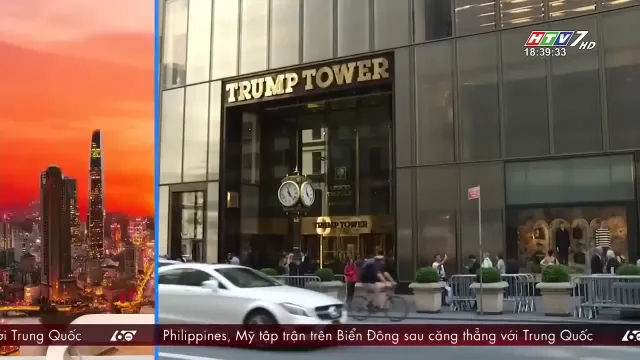 HTV7 HD
18:39:33
TRUMP TOWER
TRUMP TOWER
ới Trung Quốc
Philippines, Mỹ tập trận trên Biển Đông sau căng thẳng với Trung Quốc